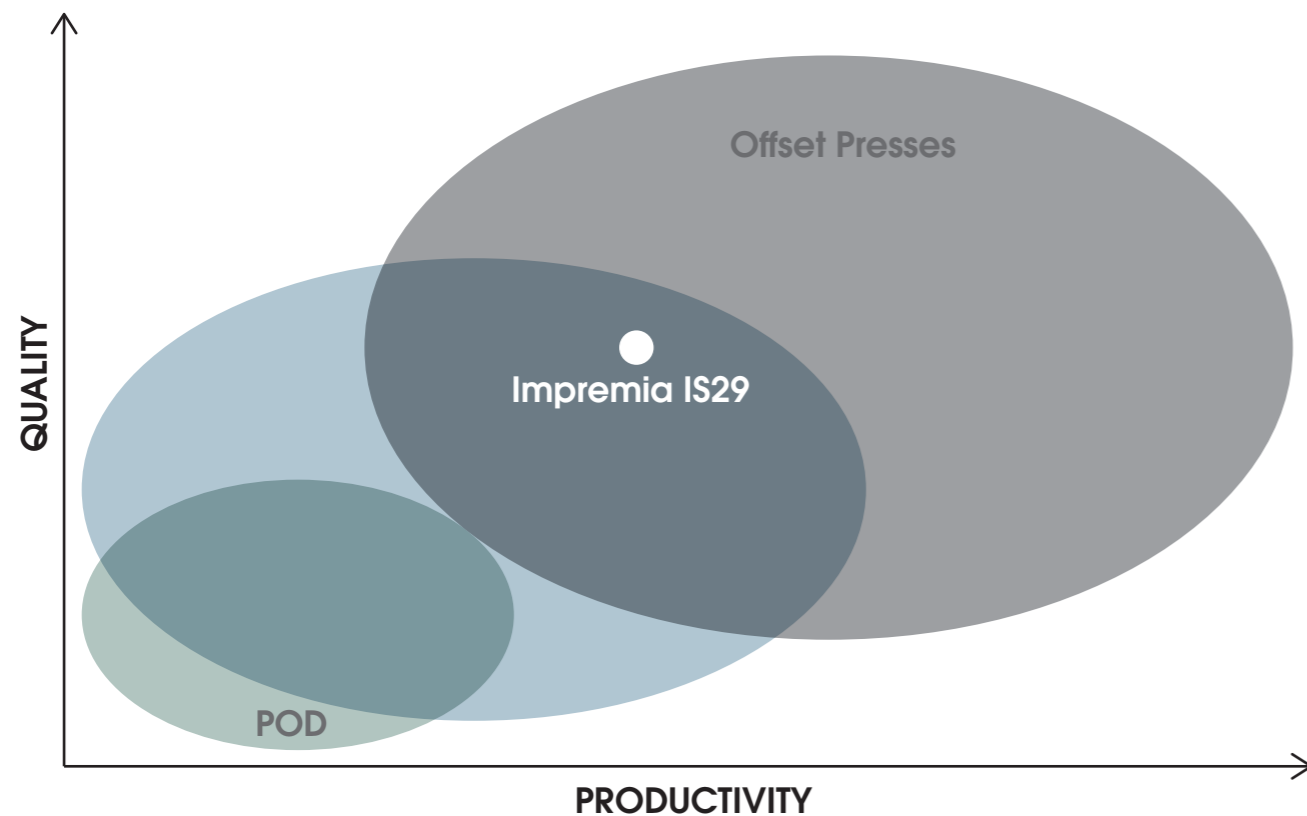 Offset Presses
Impremia IS29
QUALITY
POD
PRODUCTIVITY